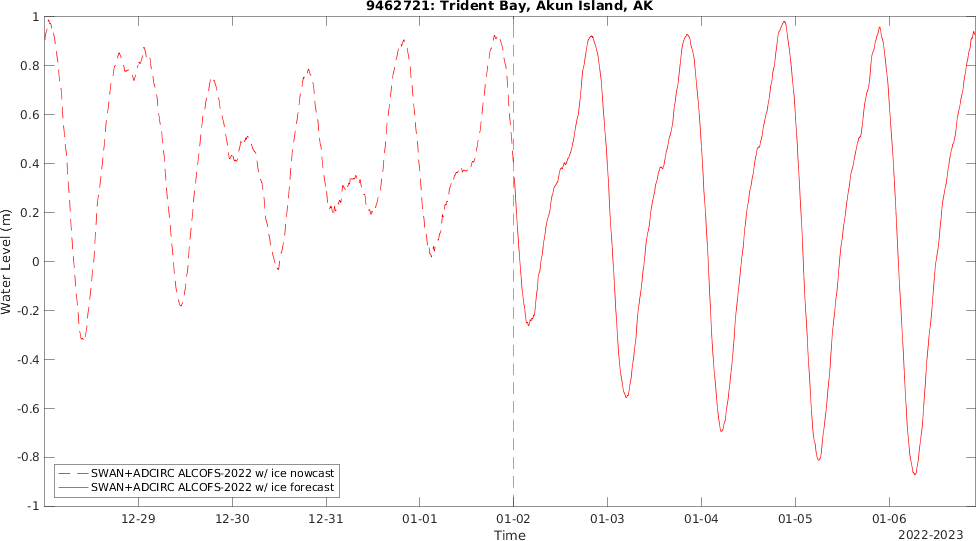 9462721: Trident Bay, Akun Island, AK
1
0.8
0.6
0.4
0.2
0
-0.2
-0.4
-0.6
-0.8
-1
Water Level (m)
SWAN+ADCIRC ALCOFS-2022 w/ ice nowcast
SWAN+ADCIRC ALCOFS-2022 w/ ice forecast
12-29 12-30 12-31 01-01 01-02 01-03 01-04 01-05 01-06
Time
2022-2023